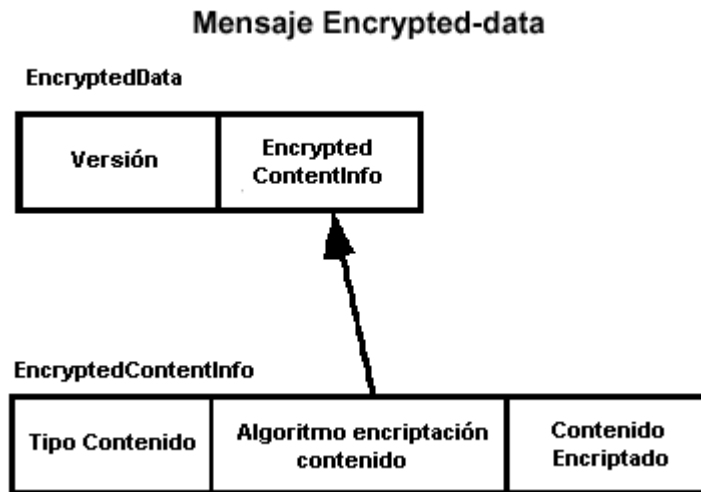 Mensaje Encrypted-data
EncryptedData
Versión
Encrypted
ContentInfo
EncryptedContentInfo
Tipo Contenido
Algoritmo encriptación
contenido
Contenido
Encriptado